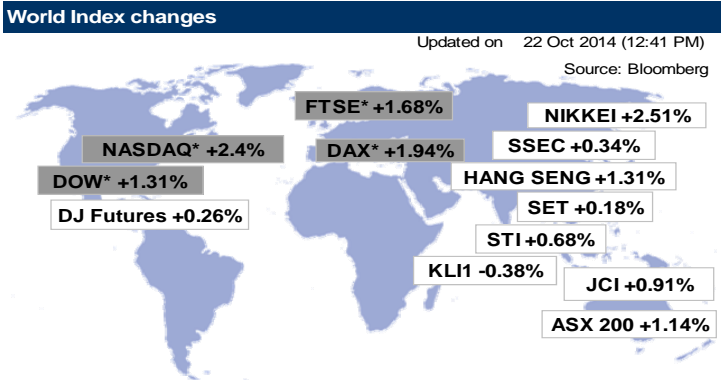 World Index changes
Updated on 22 Oct 2014 (12:41 PM)
Source: Bloomberg
FTSE* +1.68%
NIKKEI +2.51%
NASDAQ* +2.4%
DAX* +1.94%
SSEC +0.34%
DOW* +1.31%
HANG SENG +1.31%
DJ Futures +0.26%
SET +0.18%
STI +0.68%
KLI1 -0.38%
JCI +0.91%
ASX 200 +1.14%